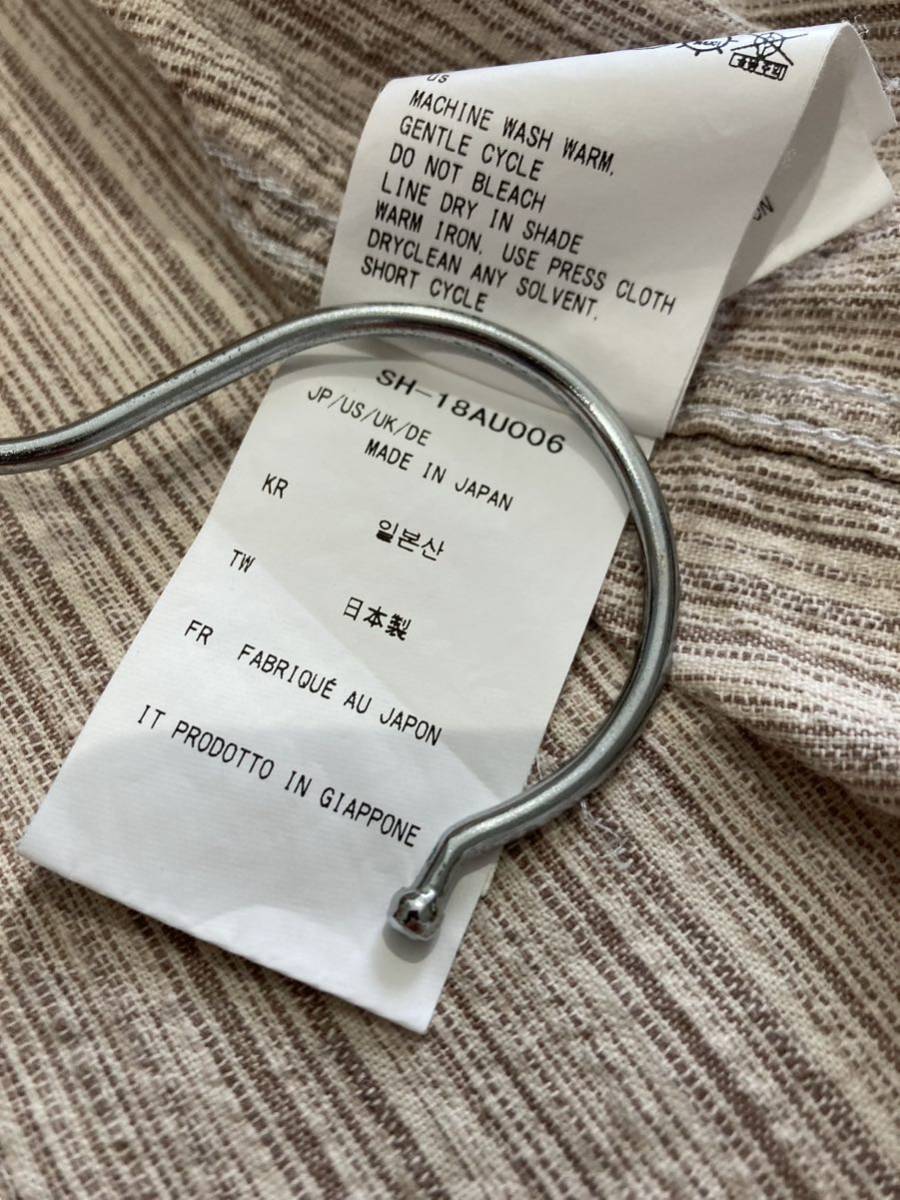 US
MACHINE WASH WARM,
GENTLE CYCLE
DO NOT BLEACH
LINE DRY IN SHADE
WARM IRON, USE PRESS CLOTH
DRYCLEAN ANY SOLVENT,
SHORT CYCLE
SH-18AU006
JP/US/UK/DE
MADE IN JAPAN
KR
일본산
TW
日本製
FR FABRIQUÉ AU JAPON
IT PRODOTTO IN GIAPPONE